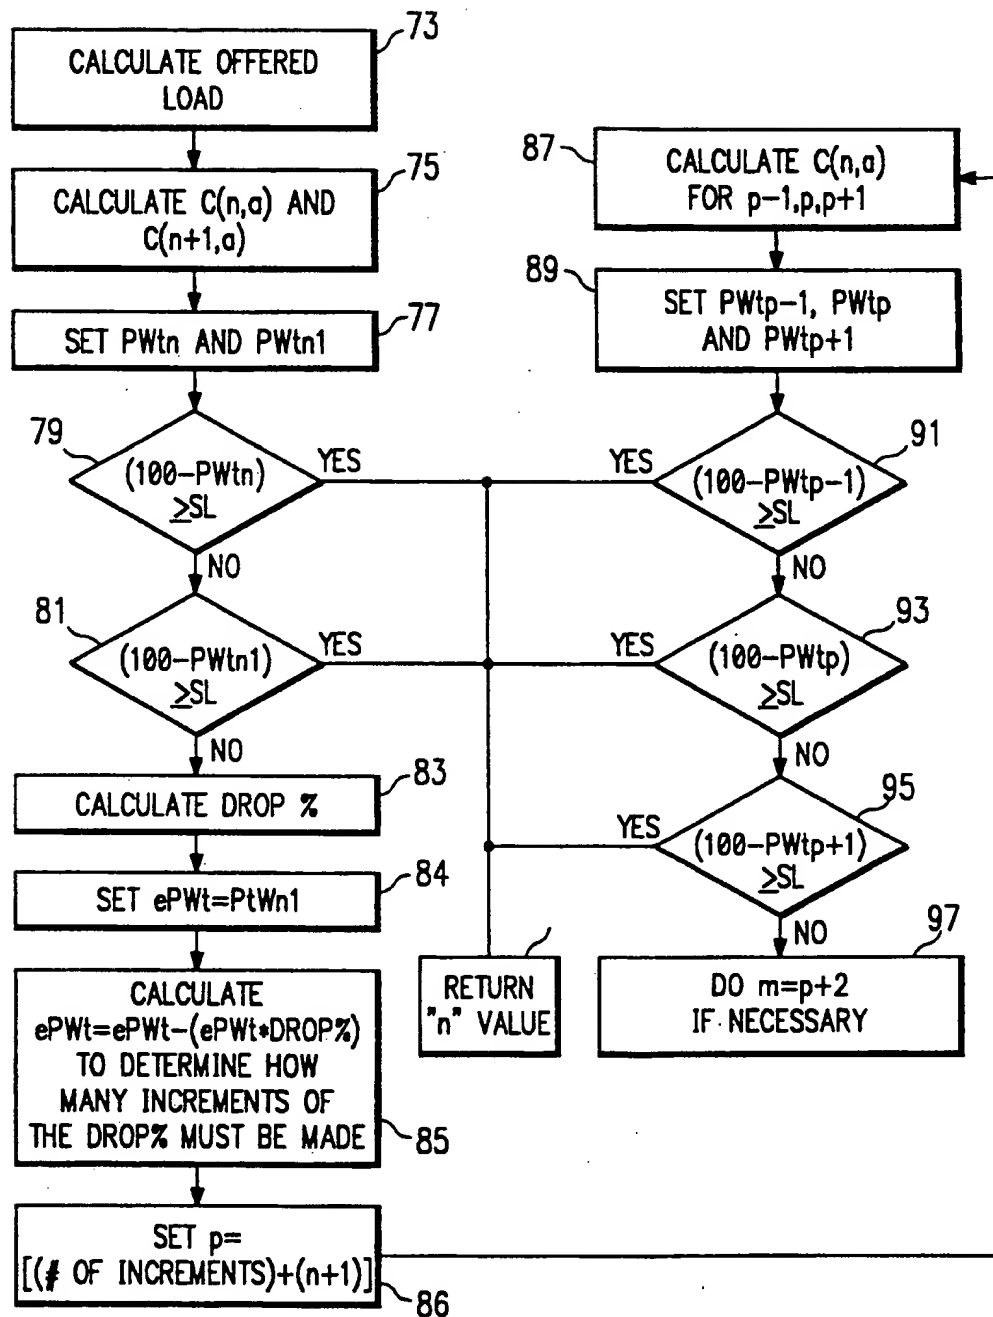 73
CALCULATE OFFERED
LOAD
75
CALCULATE C(n,a) AND
C(n+1,a)
77
SET PWtn AND PWtn1
79
(100-PWtn)
≥SL
YES
NO
81
(100-PWtn1)
≥SL
YES
NO
83
CALCULATE DROP %
84
SET ePWt=PtWn1
CALCULATE
ePWt=ePWt-(ePWt*DROP%)
TO DETERMINE HOW
MANY INCREMENTS OF
THE DROP% MUST BE MADE
85
SET p=
[(# OF INCREMENTS)+(n+1)]
86
87
CALCULATE C(n,a)
FOR p-1,p,p+1
89
SET PWtp-1, PWtp
AND PWtp+1
91
YES
(100-PWtp-1)
≥SL
NO
93
YES
(100-PWtp)
≥SL
NO
95
YES
(100-PWtp+1)
≥SL
NO
97
DO m=p+2
IF NECESSARY
RETURN
"n" VALUE